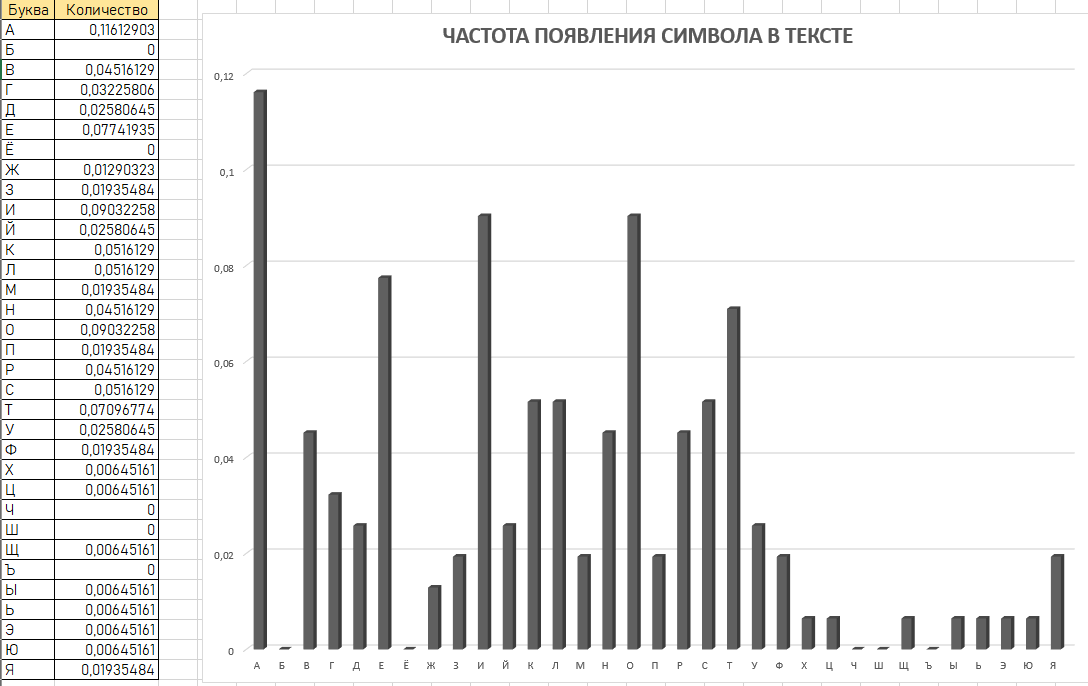 Буква Количество
А 0,11612903
Б 0
В 0,04516129
Г 0,03225806
Д 0,02580645
Е 0,07741935
Ё 0
Ж 0,01290323
З 0,01935484
И 0,09032258
Й 0,02580645
К 0,0516129
Л 0,0516129
М 0,01935484
Н 0,04516129
О 0,09032258
П 0,01935484
Р 0,04516129
С 0,0516129
Т 0,07096774
У 0,02580645
Ф 0,01935484
Х 0,00645161
Ц 0,00645161
Ч 0
Ш 0
Щ 0,00645161
Ъ 0
Ы 0,00645161
Ь 0,00645161
Э 0,00645161
Ю 0,00645161
Я 0,01935484
ЧАСТОТА ПОЯВЛЕНИЯ СИМВОЛА В ТЕКСТЕ
0,12
0,1
0,08
0,06
0,04
0,02
0
А Б В Г Д Е Ё Ж З И Й К Л М Н О П Р С Т У Ф Х Ц Ч Ш Щ Ъ Ы Ь Э Ю Я